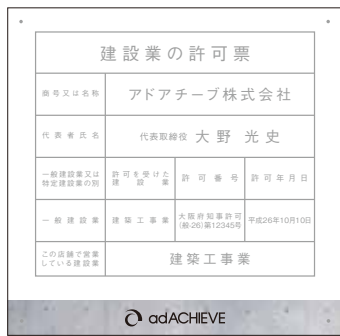 建設業の許可票
商号又は名称 アドアチーブ株式会社
代表者氏名 代表取締役 大野 光史
一般建設業又は
特定建設業の別
許可を受けた
建設業
許可番号
許可年月日
一般建設業
建築工事業
大阪府知事許可
(般-26)第12345号
平成26年10月10日
この店舗で営業
している建設業
建築工事業
adACHIEVE